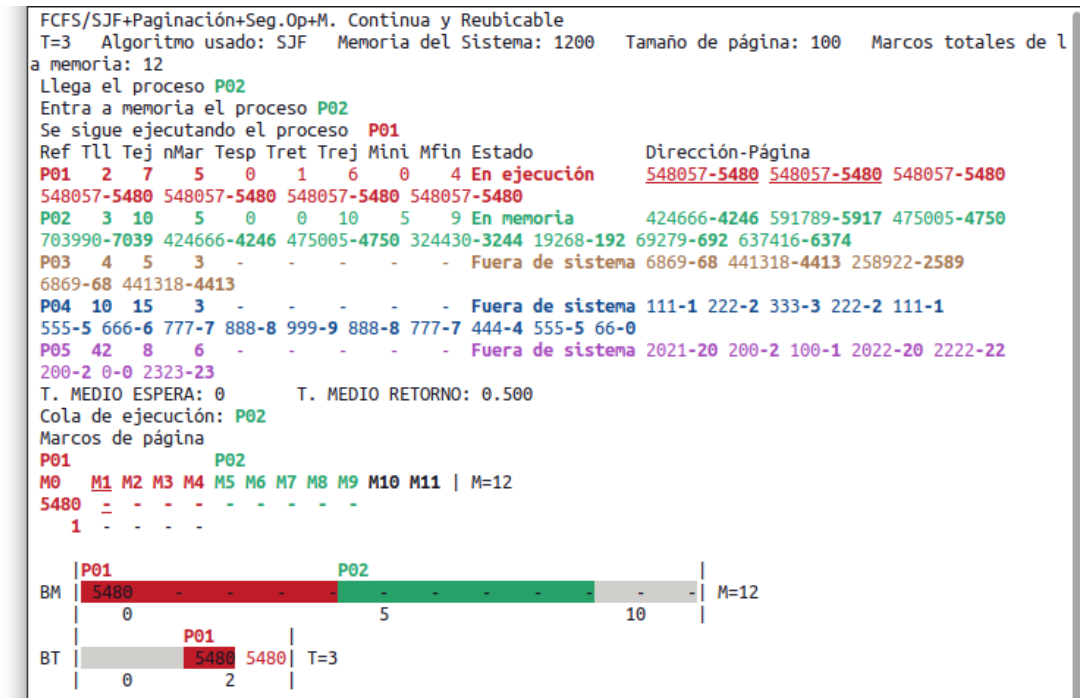 FCFS/SJF+Paginación+Seg.Op+M. Continua y Reubicable
T=3   Algoritmo usado: SJF   Memoria del Sistema: 1200   Tamaño de página: 100   Marcos totales de l
a memoria: 12
Llega el proceso P02
Entra a memoria el proceso P02
Se sigue ejecutando el proceso  P01
Ref Tll Tej nMar Tesp Tret Trej Mini Mfin Estado           Dirección-Página
P01   2   7    5    0    1    6    0    4 En ejecución     548057-5480 548057-5480 548057-5480
548057-5480 548057-5480 548057-5480 548057-5480
P02   3  10    5    0    0   10    5    9 En memoria       424666-4246 591789-5917 475005-4750
703990-7039 424666-4246 475005-4750 324430-3244 19268-192 69279-692 637416-6374
P03   4   5    3    -    -    -    -    - Fuera de sistema 6869-68 441318-4413 258922-2589
6869-68 441318-4413
P04  10  15    3    -    -    -    -    - Fuera de sistema 111-1 222-2 333-3 222-2 111-1
555-5 666-6 777-7 888-8 999-9 888-8 777-7 444-4 555-5 66-0
P05  42   8    6    -    -    -    -    - Fuera de sistema 2021-20 200-2 100-1 2022-20 2222-22
200-2 0-0 2323-23
T. MEDIO ESPERA: 0       T. MEDIO RETORNO: 0.500
Cola de ejecución: P02
Marcos de página
P01              P02
M0   M1 M2 M3 M4 M5 M6 M7 M8 M9 M10 M11 | M=12
5480 -  -  -  -  -  -  -  -  -
1  -  -  -  -
|P01                     P02                                |
BM | 5480    -    -    -    -    -    -    -    -    -    -    -| M=12
|    0                        5                        10     |
|          P01       |
BT |           5480 5480| T=3
|    0         2     |